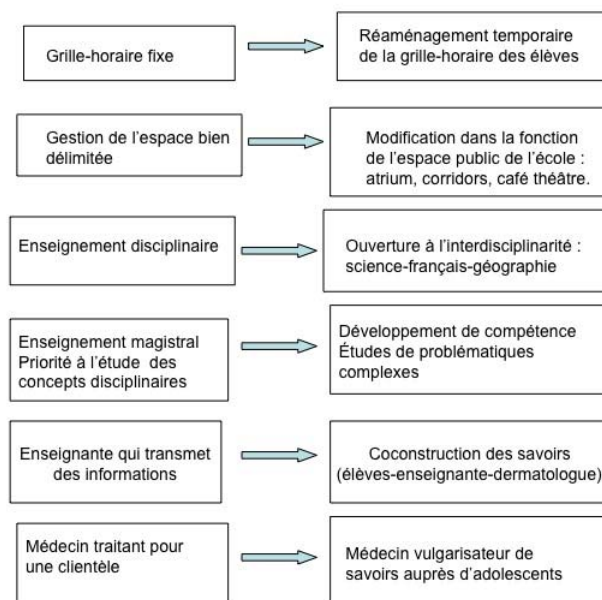 Grille-horaire fixe
Réaménagement temporaire
de la grille-horaire des élèves
Gestion de l'espace bien
délimitée
Modification dans la fonction
de l'espace public de l'école :
atrium, corridors, café théâtre.
Enseignement disciplinaire
Ouverture à l'interdisciplinarité :
science-français-géographie
Enseignement magistral
Priorité à l'étude des
concepts disciplinaires
Développement de compétence
Études de problématiques
complexes
Enseignante qui transmet
des informations
Coconstruction des savoirs
(élèves-enseignante-dermatologue)
Médecin traitant pour
une clientèle
Médecin vulgarisateur de
savoirs auprès d'adolescents